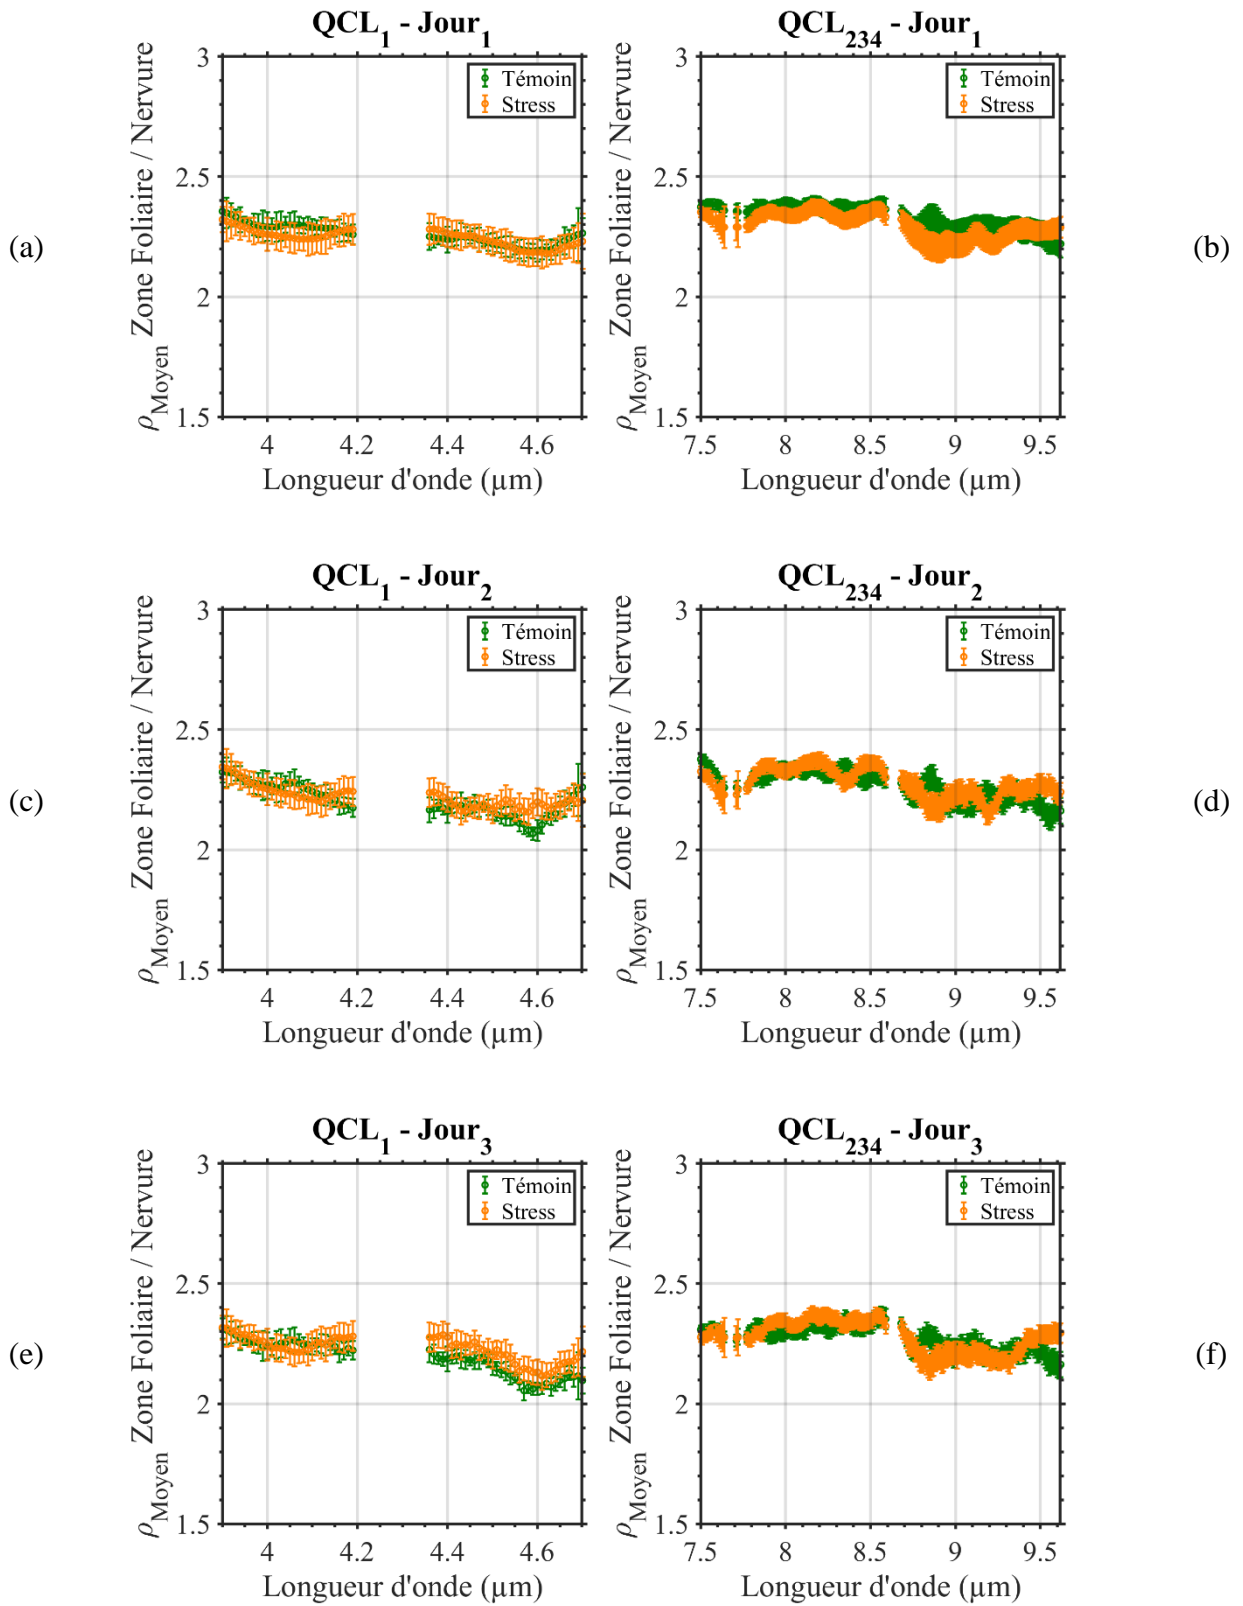 QCL1 - Jour1
ρMoyen Zone Foliaire / Nervure
3
2.5
2
1.5
4
4.2
4.4
4.6
Longueur d'onde (µm)
Témoin
Stress
(a)
QCL234 - Jour1
ρMoyen Zone Foliaire / Nervure
3
2.5
2
1.5
7.5
8
8.5
9
9.5
Longueur d'onde (µm)
Témoin
Stress
(b)
QCL1 - Jour2
ρMoyen Zone Foliaire / Nervure
3
2.5
2
1.5
4
4.2
4.4
4.6
Longueur d'onde (µm)
Témoin
Stress
(c)
QCL234 - Jour2
ρMoyen Zone Foliaire / Nervure
3
2.5
2
1.5
7.5
8
8.5
9
9.5
Longueur d'onde (µm)
Témoin
Stress
(d)
QCL1 - Jour3
ρMoyen Zone Foliaire / Nervure
3
2.5
2
1.5
4
4.2
4.4
4.6
Longueur d'onde (µm)
Témoin
Stress
(e)
QCL234 - Jour3
ρMoyen Zone Foliaire / Nervure
3
2.5
2
1.5
7.5
8
8.5
9
9.5
Longueur d'onde (µm)
Témoin
Stress
(f)